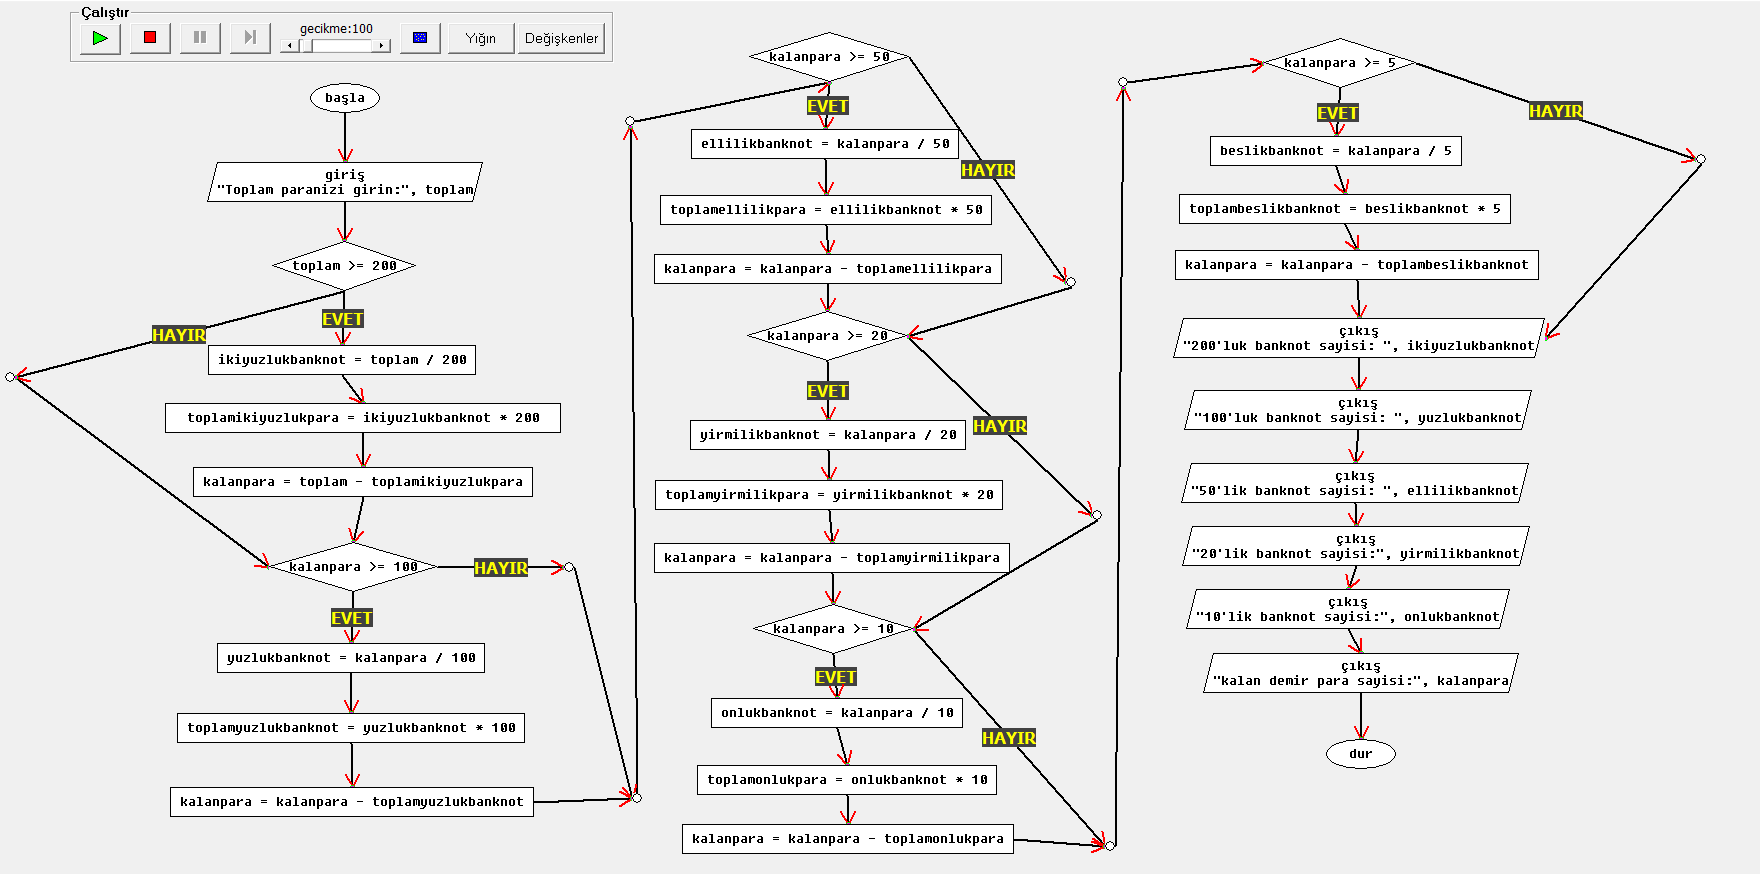 Çalıştır
gecikme:100
Yığın
Değişkenler
başla
giriş
"Toplam paranizi girin:", toplam
toplam >= 200
HAYIR
EVET
ikiyuzlukbanknot = toplam / 200
toplamikiyuzlukpara = ikiyuzlukbanknot * 200
kalanpara = toplam - toplamikiyuzlukpara
kalanpara >= 100
HAYIR
EVET
yuzlukbanknot = kalanpara / 100
toplamyuzlukbanknot = yuzlukbanknot * 100
kalanpara = kalanpara - toplamyuzlukbanknot
kalanpara >= 50
EVET
HAYIR
ellilikbanknot = kalanpara / 50
toplamellilikpara = ellilikbanknot * 50
kalanpara = kalanpara - toplamellilikpara
kalanpara >= 20
EVET
HAYIR
yirmilikbanknot = kalanpara / 20
toplamyirmilikpara = yirmilikbanknot * 20
kalanpara = kalanpara - toplamyirmilikpara
kalanpara >= 10
EVET
HAYIR
onlukbanknot = kalanpara / 10
toplamonlukpara = onlukbanknot * 10
kalanpara = kalanpara - toplamonlukpara
kalanpara >= 5
EVET
HAYIR
beslikbanknot = kalanpara / 5
toplambeslikbanknot = beslikbanknot * 5
kalanpara = kalanpara - toplambeslikbanknot
çıkış
"200'luk banknot sayisi: ", ikiyuzlukbanknot
çıkış
"100'luk banknot sayisi: ", yuzlukbanknot
çıkış
"50'lik banknot sayisi: ", ellilikbanknot
çıkış
"20'lik banknot sayisi:", yirmilikbanknot
çıkış
"10'lik banknot sayisi:", onlukbanknot
çıkış
"kalan demir para sayisi:", kalanpara
dur